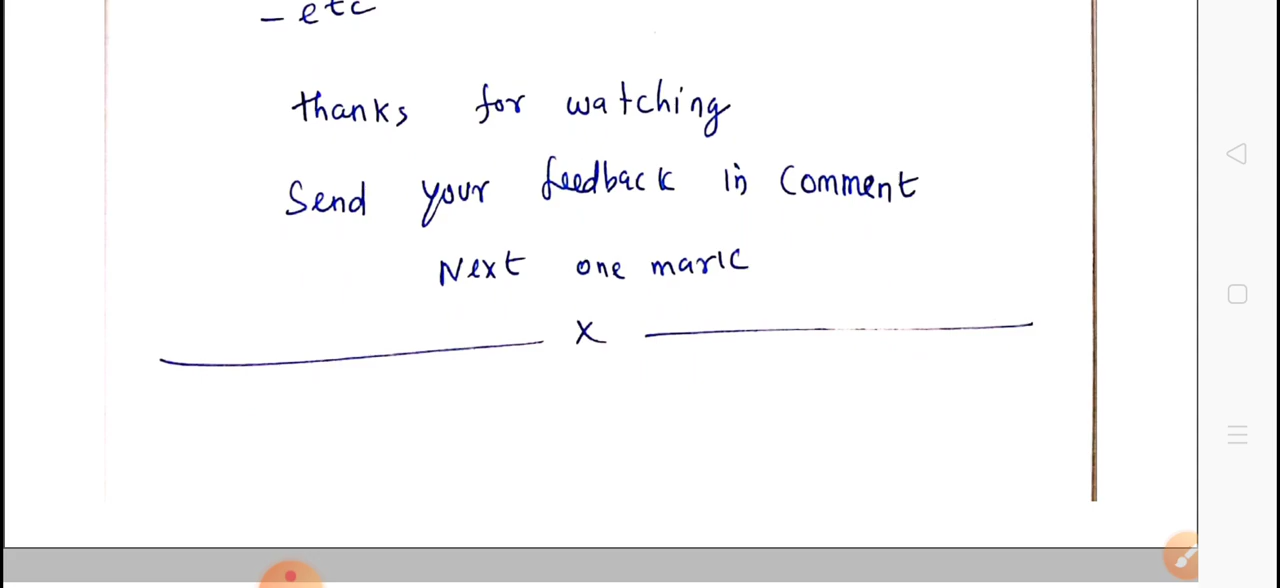 - etc
thanks for watching
Send your feedback in comment
Next one mark
x